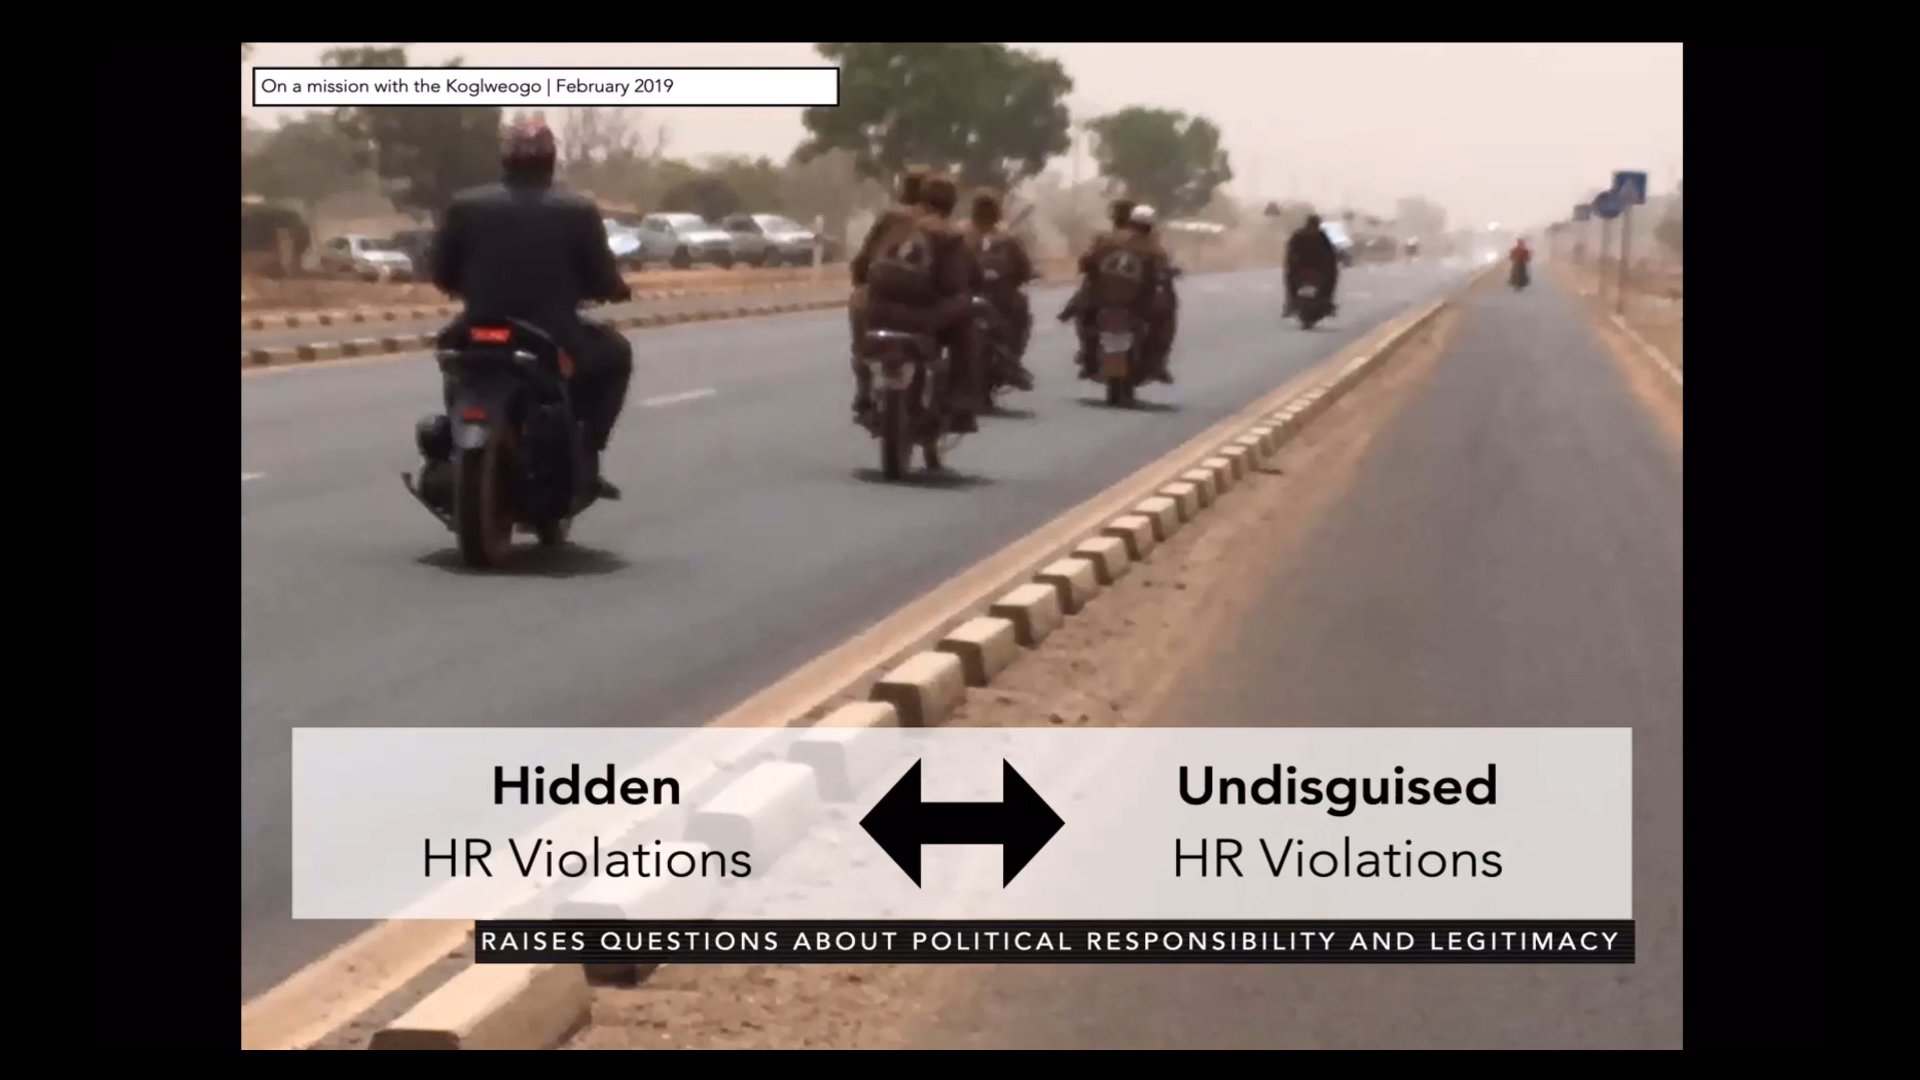 On a mission with the Koglweogo | February 2019
Hidden
HR Violations
Undisguised
HR Violations
RAISES QUESTIONS ABOUT POLITICAL RESPONSIBILITY AND LEGITIMACY